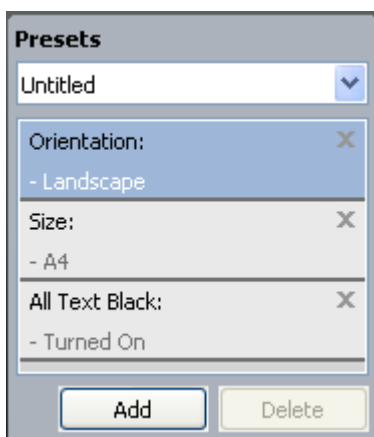 Presets
Untitled
Orientation:
- Landscape
Size:
- A4
All Text Black:
- Turned On
Add Delete